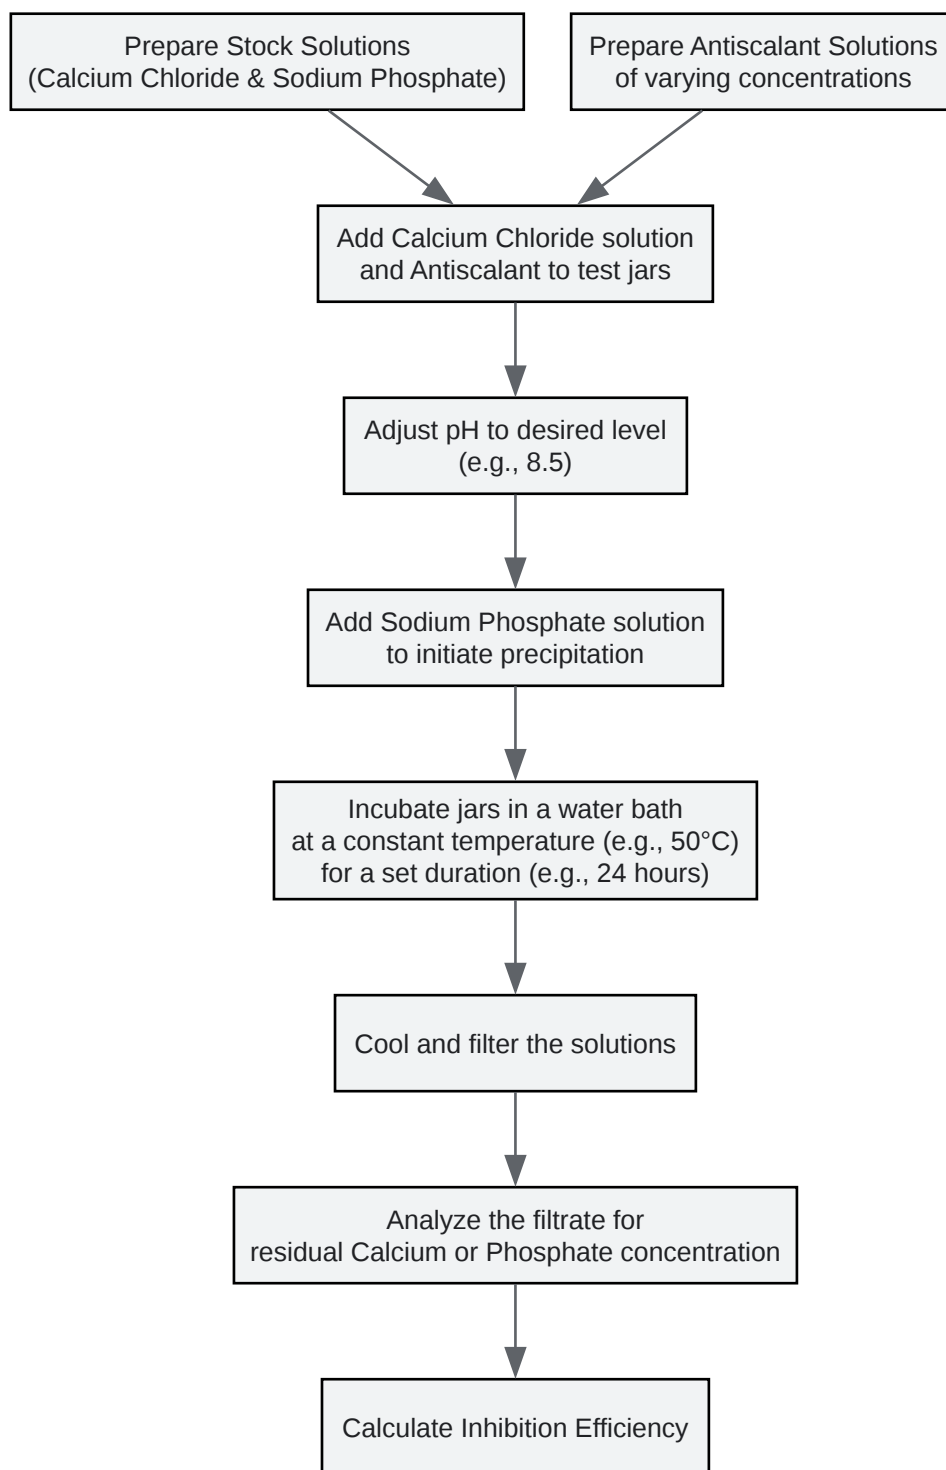 Prepare Stock Solutions
(Calcium Chloride & Sodium Phosphate)
Prepare Antiscalant Solutions
of varying concentrations
Add Calcium Chloride solution
and Antiscalant to test jars
Adjust pH to desired level
(e.g., 8.5)
Add Sodium Phosphate solution
to initiate precipitation
Incubate jars in a water bath
at a constant temperature (e.g., 50°C)
for a set duration (e.g., 24 hours)
Cool and filter the solutions
Analyze the filtrate for
residual Calcium or Phosphate concentration
Calculate Inhibition Efficiency